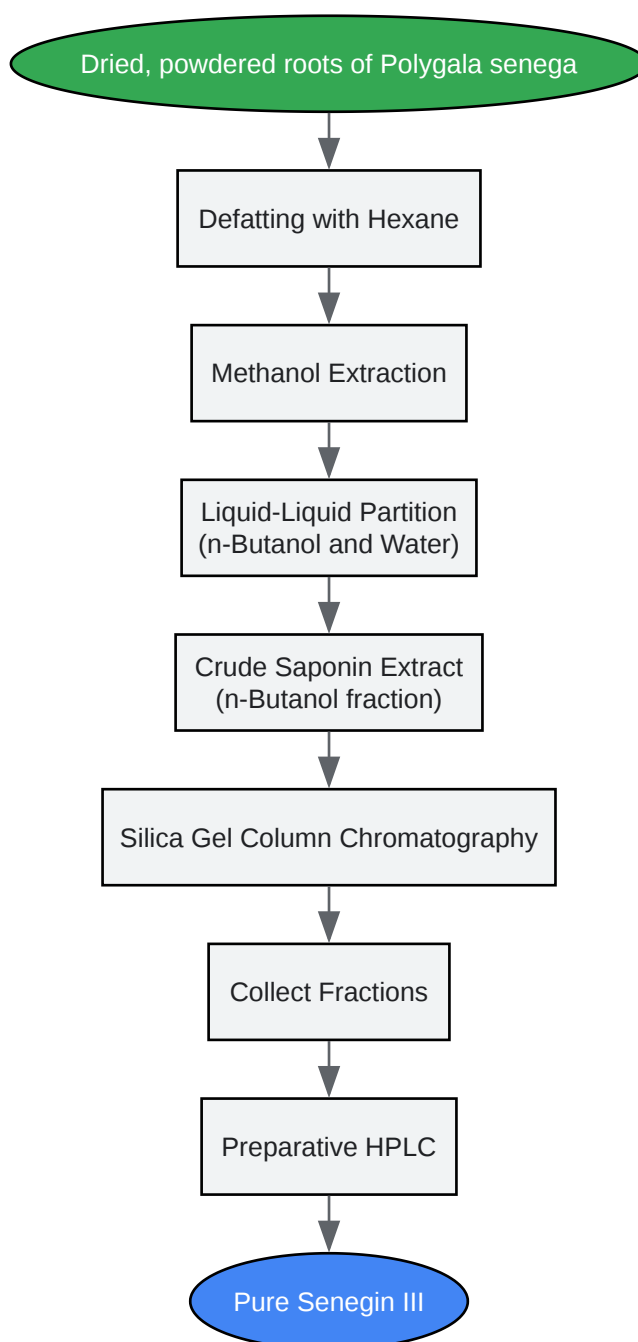 Dried, powdered roots of Polygala senega
Defatting with Hexane
Methanol Extraction
Liquid-Liquid Partition
(n-Butanol and Water)
Crude Saponin Extract
(n-Butanol fraction)
Silica Gel Column Chromatography
Collect Fractions
Preparative HPLC
Pure Senegin III